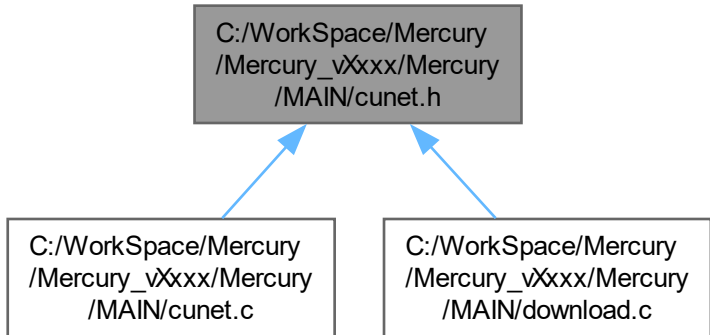 C:/WorkSpace/Mercury
/Mercury_vXxxx/Mercury
/MAIN/cunet.h
C:/WorkSpace/Mercury
/Mercury_vXxxx/Mercury
/MAIN/cunet.c
C:/WorkSpace/Mercury
/Mercury_vXxxx/Mercury
/MAIN/download.c